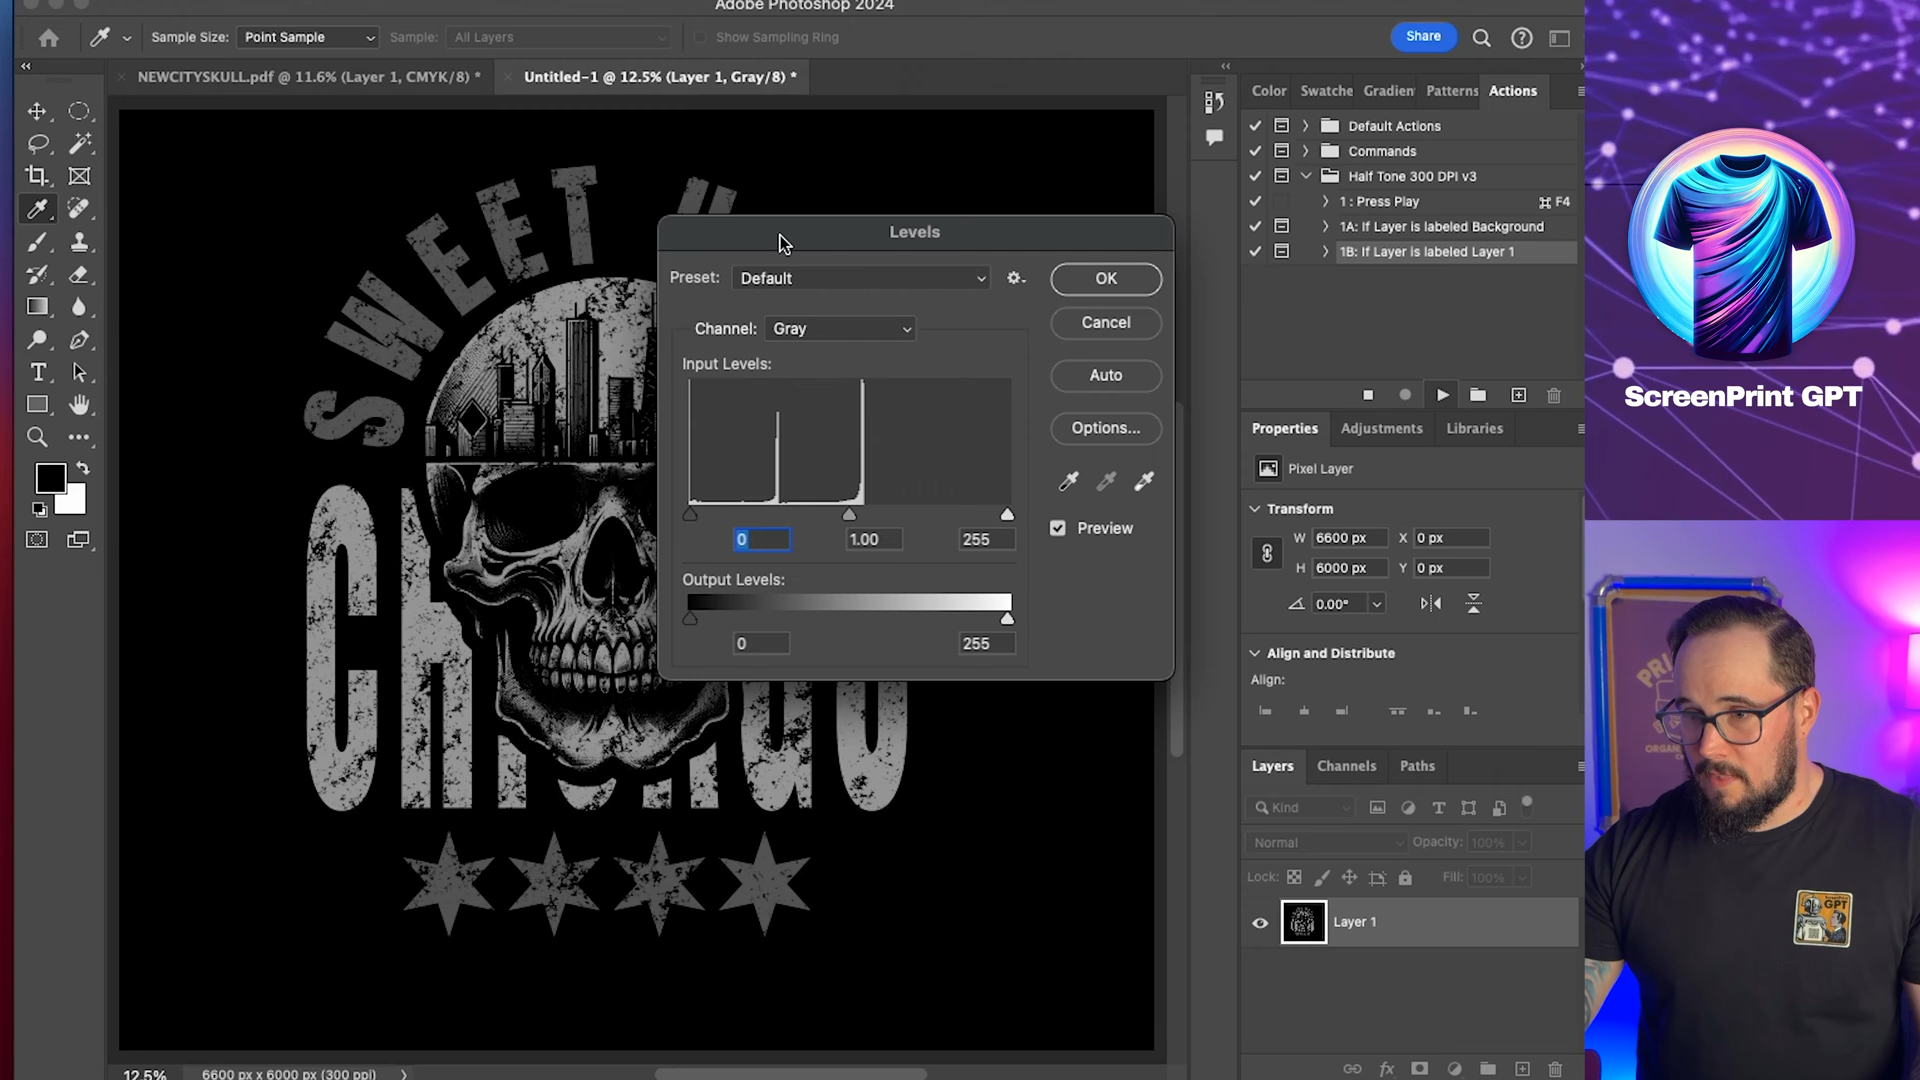 Adobe Photoshop 2024
Sample Size: Point Sample Sample: All Layers Show Sampling Ring Share
NEWCITYSKULL.pdf @ 11.6% (Layer 1, CMYK/8) * Untitled-1 @ 12.5% (Layer 1, Gray/8) *
Color Swatche Gradien Patterns Actions
Default Actions
Commands
Half Tone 300 DPI v3
1 : Press Play ⌘ F4
1A: If Layer is labeled Background
1B: If Layer is labeled Layer 1
SWEET
CHICAGO
Levels
Preset: Default OK
Channel: Gray Cancel
Input Levels: Auto
Options...
Preview
0 1.00 255
Output Levels:
0 255
Properties Adjustments Libraries
Pixel Layer
Transform
W 6600 px X 0 px
H 6000 px Y 0 px
0.00°
Align and Distribute
Align:
Layers Channels Paths
Kind
Normal Opacity: 100%
Lock: Fill: 100%
Layer 1
fx
12.5% 6600 px x 6000 px (300 ppi)
ScreenPrint GPT
ScreenPrint
GPT